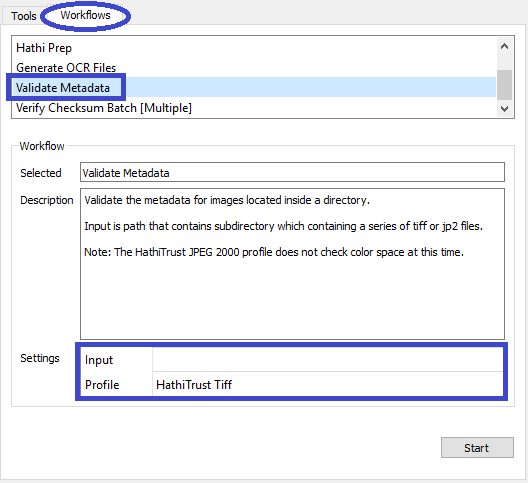 Tools Workflows
Hathi Prep
Generate OCR Files
Validate Metadata
Verify Checksum Batch [Multiple]
Workflow
Selected Validate Metadata
Description Validate the metadata for images located inside a directory.
Input is path that contains subdirectory which containing a series of tiff or jp2 files.
Note: The HathiTrust JPEG 2000 profile does not check color space at this time.
Settings Input
Profile HathiTrust Tiff
Start